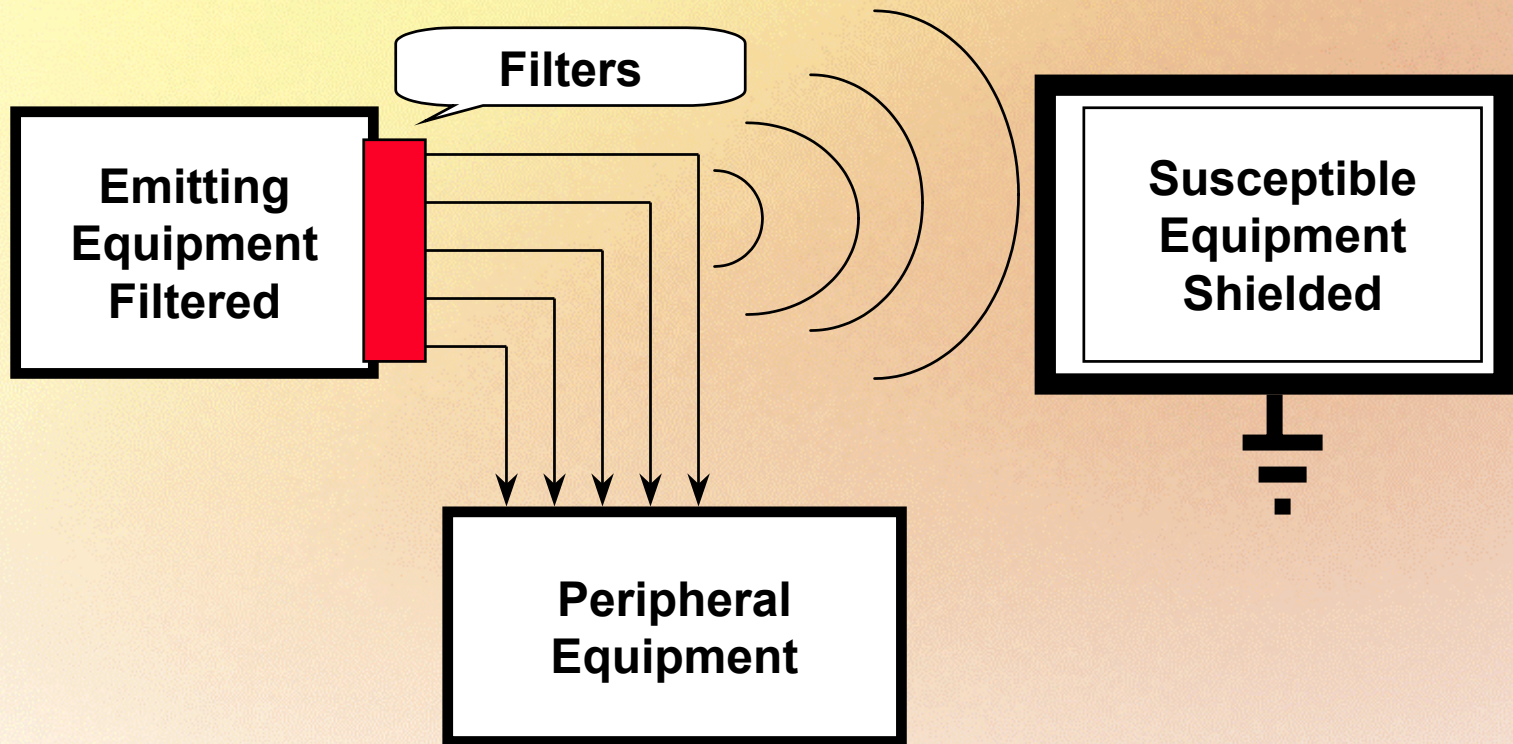 Filters
Emitting
Equipment
Filtered
Susceptible
Equipment
Shielded
Peripheral
Equipment